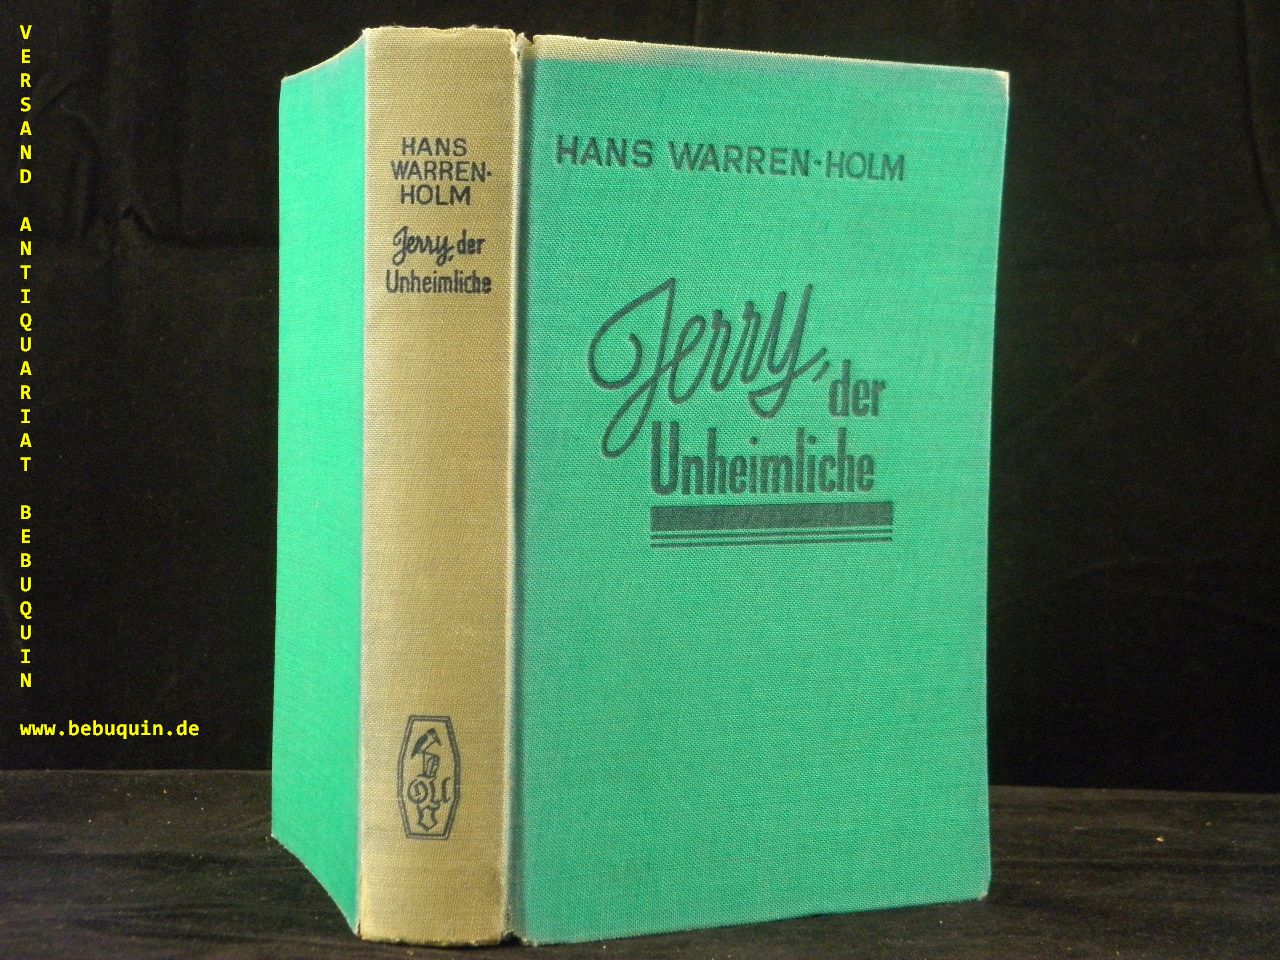 VERSAND ANTIQUARIAT BEBUQUIN
www.bebuquin.de
HANS
WARREN-
HOLM
Jerry, der
Unheimliche
HANS WARREN-HOLM
Jerry, der
Unheimliche